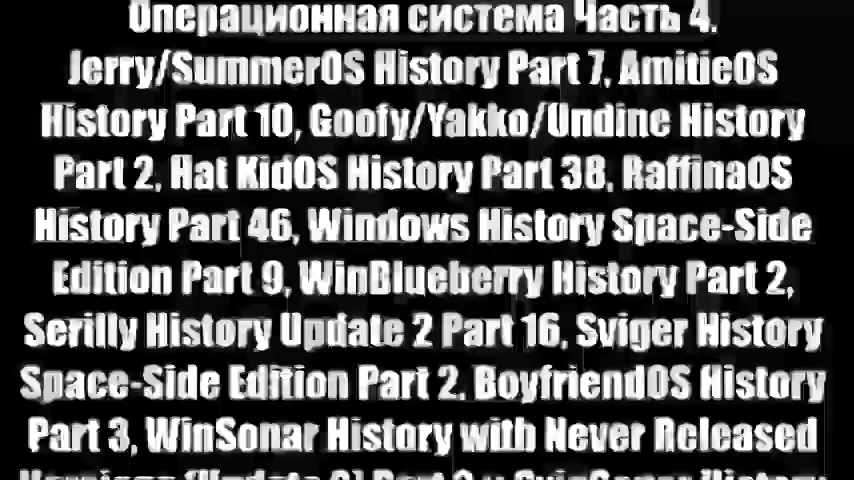 Операционная система Часть 4.
Jerry/SummerOS History Part 7, AmitieOS
History Part 10, Goofy/Yakko/Undine History
Part 2, Hat KidOS History Part 38, RaffinaOS
History Part 46, Windows History Space-Side
Edition Part 9, WinBlueberry History Part 2,
Serilly History Update 2 Part 16, Sviger History
Space-Side Edition Part 2. BoyfriendOS History
Part 3, WinSonar History with Never Released